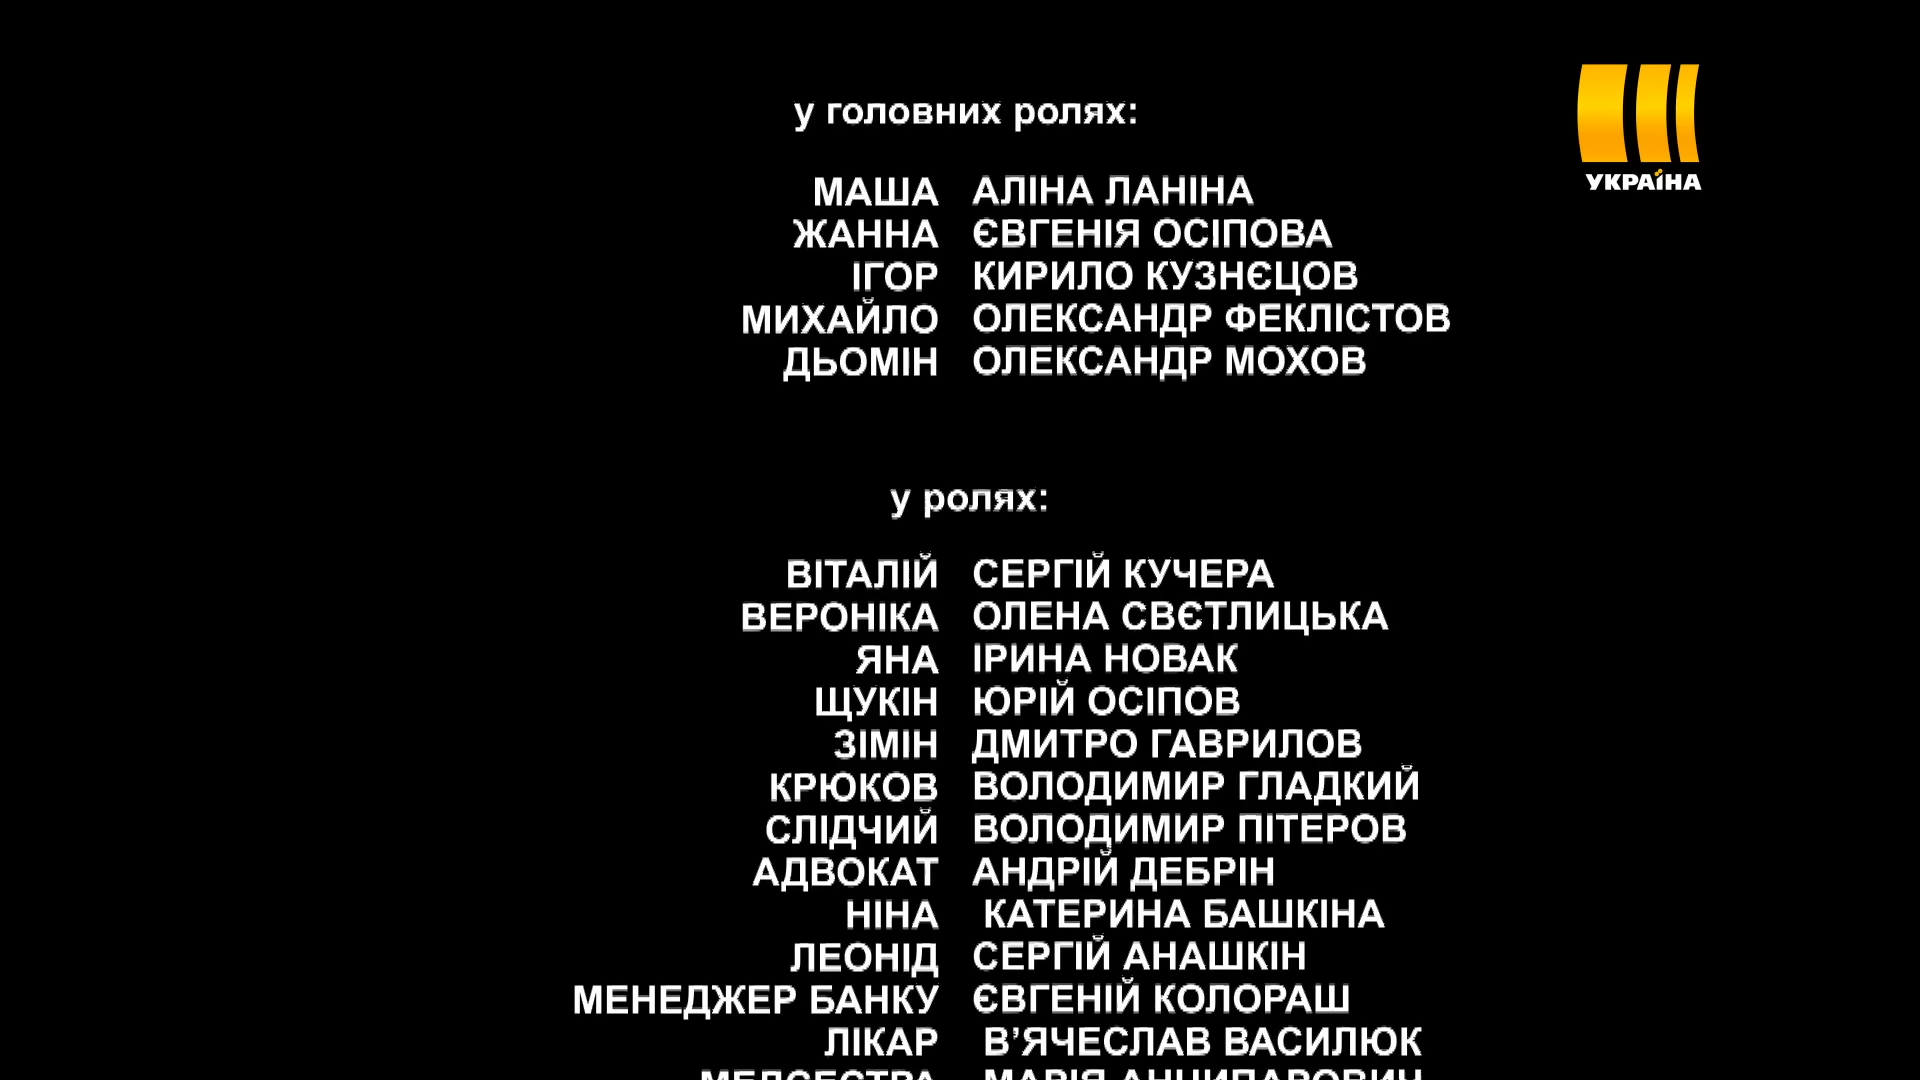 у головних ролях:
УКРАЇНА
МАША АЛІНА ЛАНІНА
ЖАННА ЄВГЕНІЯ ОСІПОВА
ІГОР КИРИЛО КУЗНЄЦОВ
МИХАЙЛО ОЛЕКСАНДР ФЕКЛІСТОВ
ДЬОМІН ОЛЕКСАНДР МОХОВ
у ролях:
ВІТАЛІЙ СЕРГІЙ КУЧЕРА
ВЕРОНІКА ОЛЕНА СВЄТЛИЦЬКА
ЯНА ІРИНА НОВАК
ЩУКІН ЮРІЙ ОСІПОВ
ЗІМІН ДМИТРО ГАВРИЛОВ
КРЮКОВ ВОЛОДИМИР ГЛАДКИЙ
СЛІДЧИЙ ВОЛОДИМИР ПІТЕРОВ
АДВОКАТ АНДРІЙ ДЕБРІН
НІНА КАТЕРИНА БАШКІНА
ЛЕОНІД СЕРГІЙ АНАШКІН
МЕНЕДЖЕР БАНКУ ЄВГЕНІЙ КОЛОРАШ
ЛІКАР В’ЯЧЕСЛАВ ВАСИЛЮК
МЕДСЕСТРА МАРІЯ